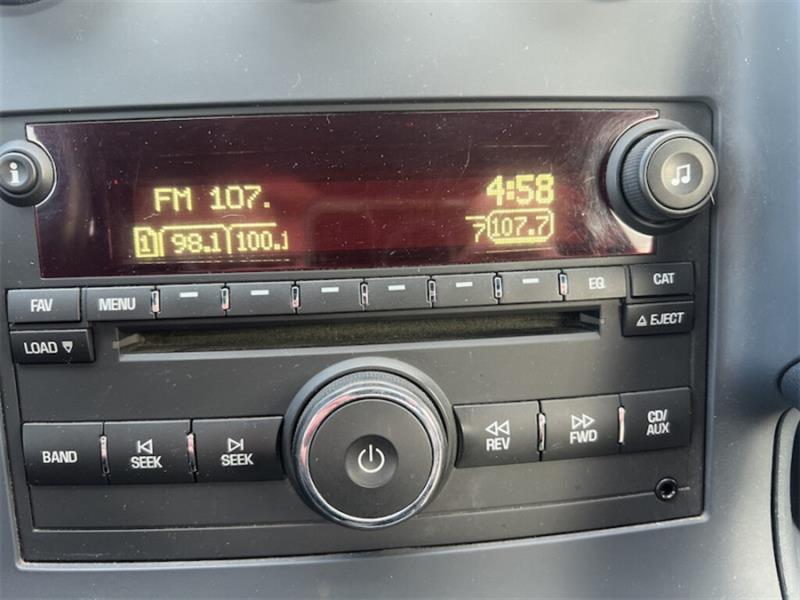 i
FM 107.
4:58
1 98.1 100.1
7 107.7
FAV
MENU
EQ
CAT
LOAD
EJECT
BAND
SEEK
SEEK
REV
FWD
CD/
AUX